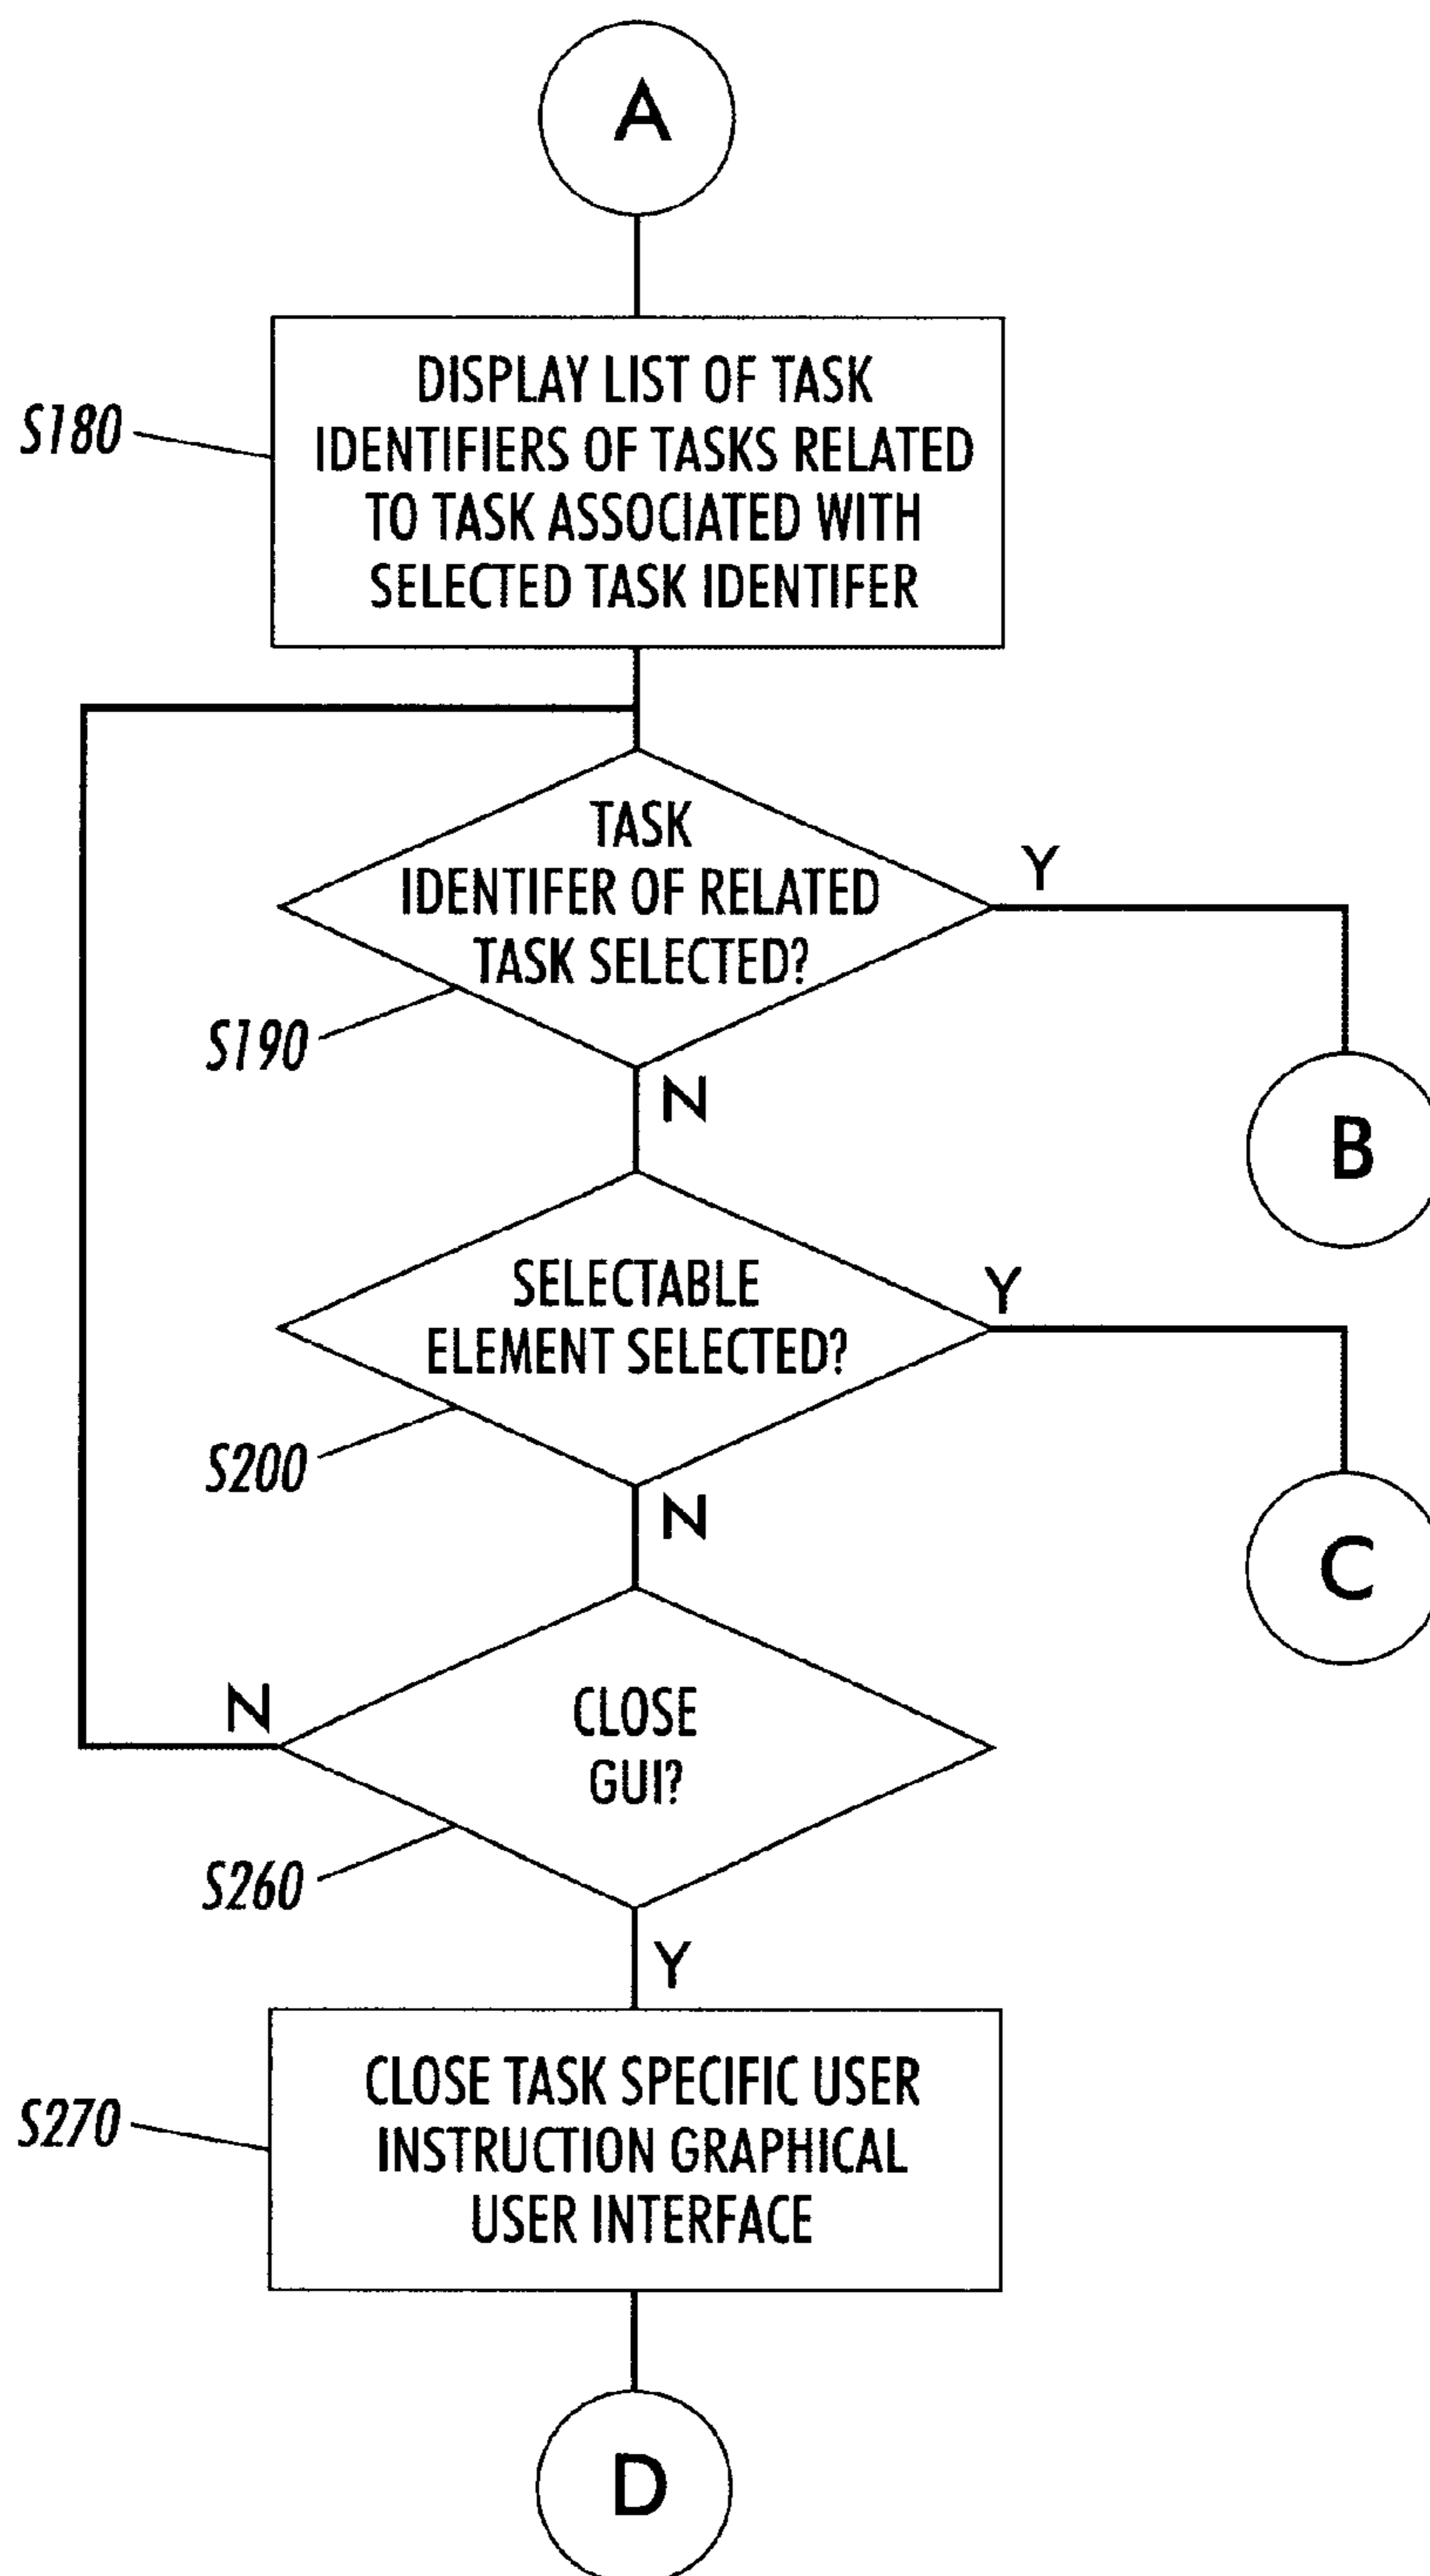 A
DISPLAY LIST OF TASK
IDENTIFIERS OF TASKS RELATED
TO TASK ASSOCIATED WITH
SELECTED TASK IDENTIFER
S180
TASK
IDENTIFER OF RELATED
TASK SELECTED?
Y
S190
N
B
SELECTABLE
ELEMENT SELECTED?
Y
S200
N
C
CLOSE
GUI?
N
S260
Y
CLOSE TASK SPECIFIC USER
INSTRUCTION GRAPHICAL
USER INTERFACE
S270
D